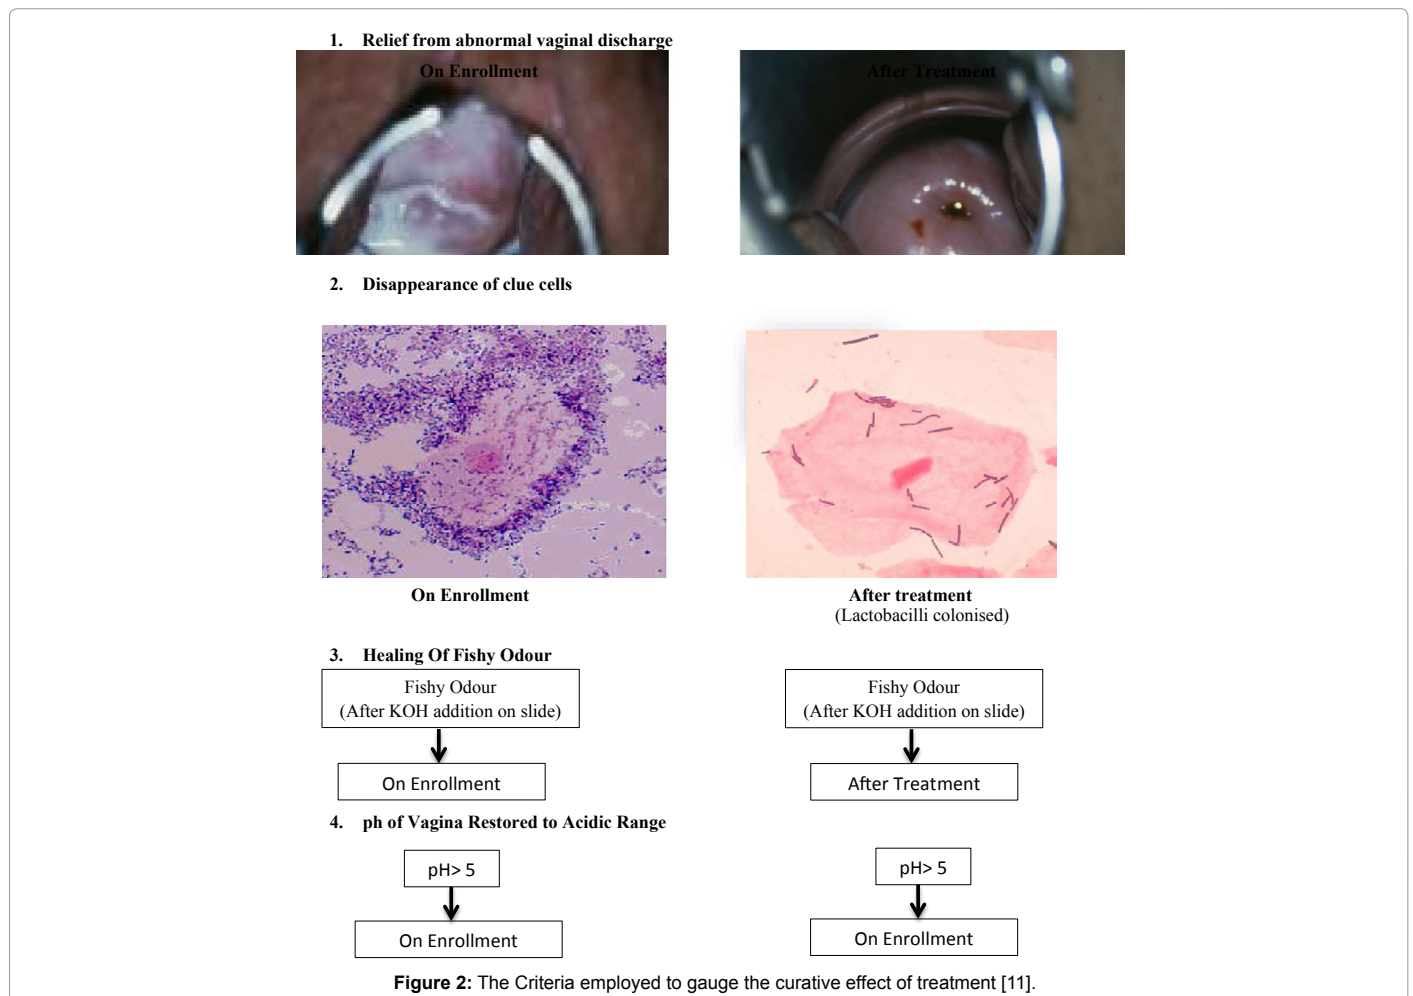 1. Relief from abnormal vaginal discharge
On Enrollment
After Treatment
2. Disappearance of clue cells
On Enrollment
After treatment
(Lactobacilli colonised)
3. Healing Of Fishy Odour
Fishy Odour
(After KOH addition on slide)
Fishy Odour
(After KOH addition on slide)
On Enrollment
After Treatment
4. ph of Vagina Restored to Acidic Range
pH> 5
pH> 5
On Enrollment
On Enrollment
Figure 2: The Criteria employed to gauge the curative effect of treatment [11].